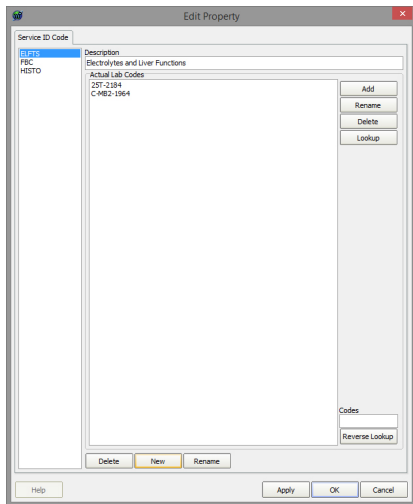 Edit Property
Service ID Code
ELFTS
FBC
HISTO
Description
Electrolytes and Liver Functions
Actual Lab Codes
25T-2184
C-MB2-1964
Add
Rename
Delete
Lookup
Codes
Reverse Lookup
Delete New Rename
Help Apply OK Cancel